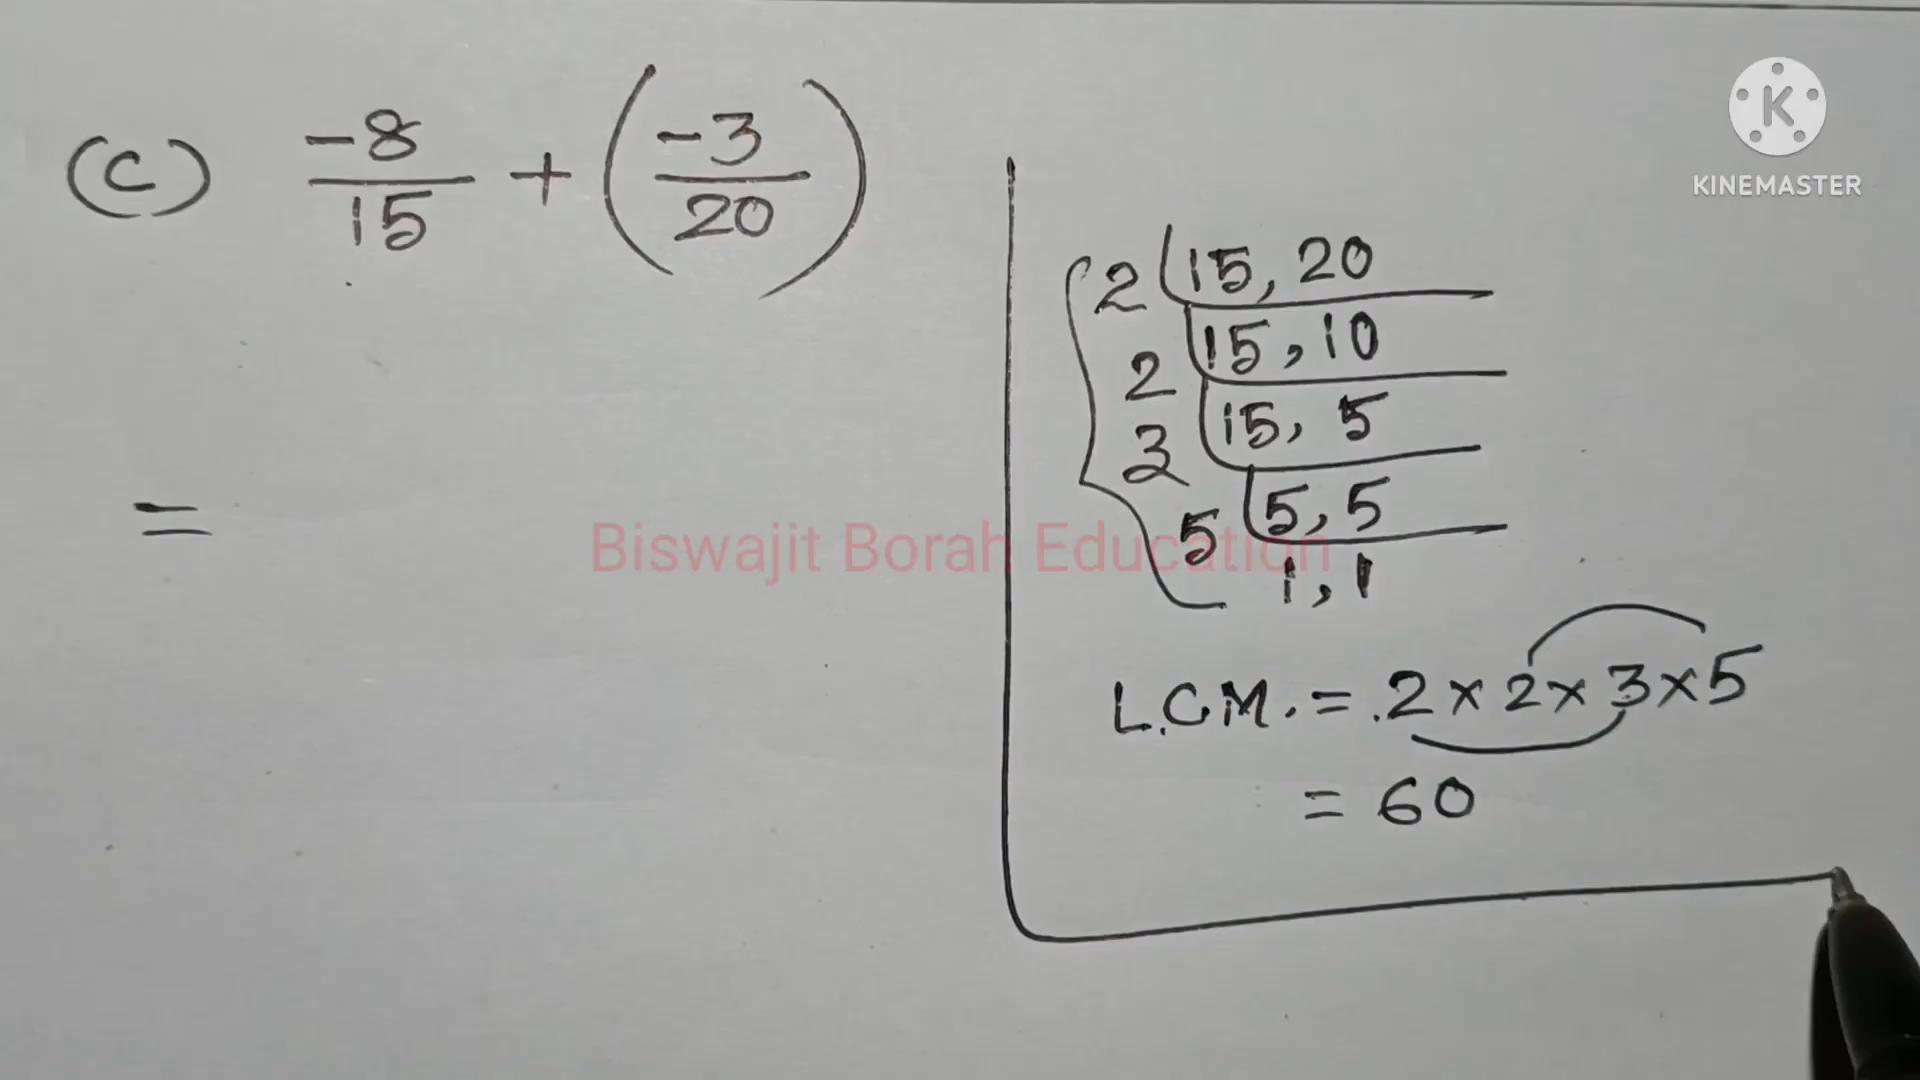 (C) -8/15 + (-3/20)
=
2 | 15, 20
2 | 15, 10
3 | 15, 5
5 | 5, 5
1, 1
L.C.M. = 2 × 2 × 3 × 5
= 60
KINEMASTER
Biswajit Borah Education